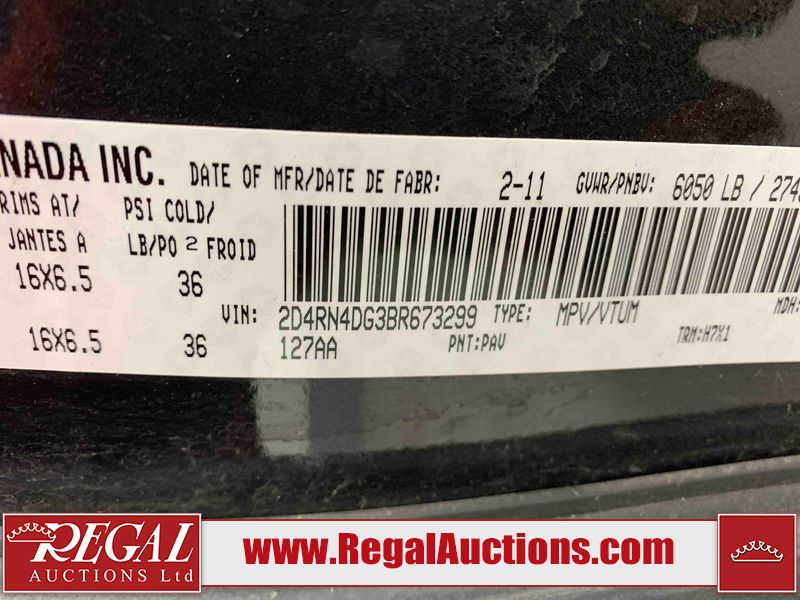 NADA INC. DATE OF MFR/DATE DE FABR: 2-11 GVWR/PNBV: 6050 LB /
RIMS AT/ PSI COLD/
JANTES A LB/PO 2 FROID
16X6.5 36
VIN: 2D4RN4DG3BR673299 TYPE: MPV/VTUM MDH:
16X6.5 36 127AA PNT:PAV TRM:H7X1
REGAL
AUCTIONS Ltd
www.RegalAuctions.com